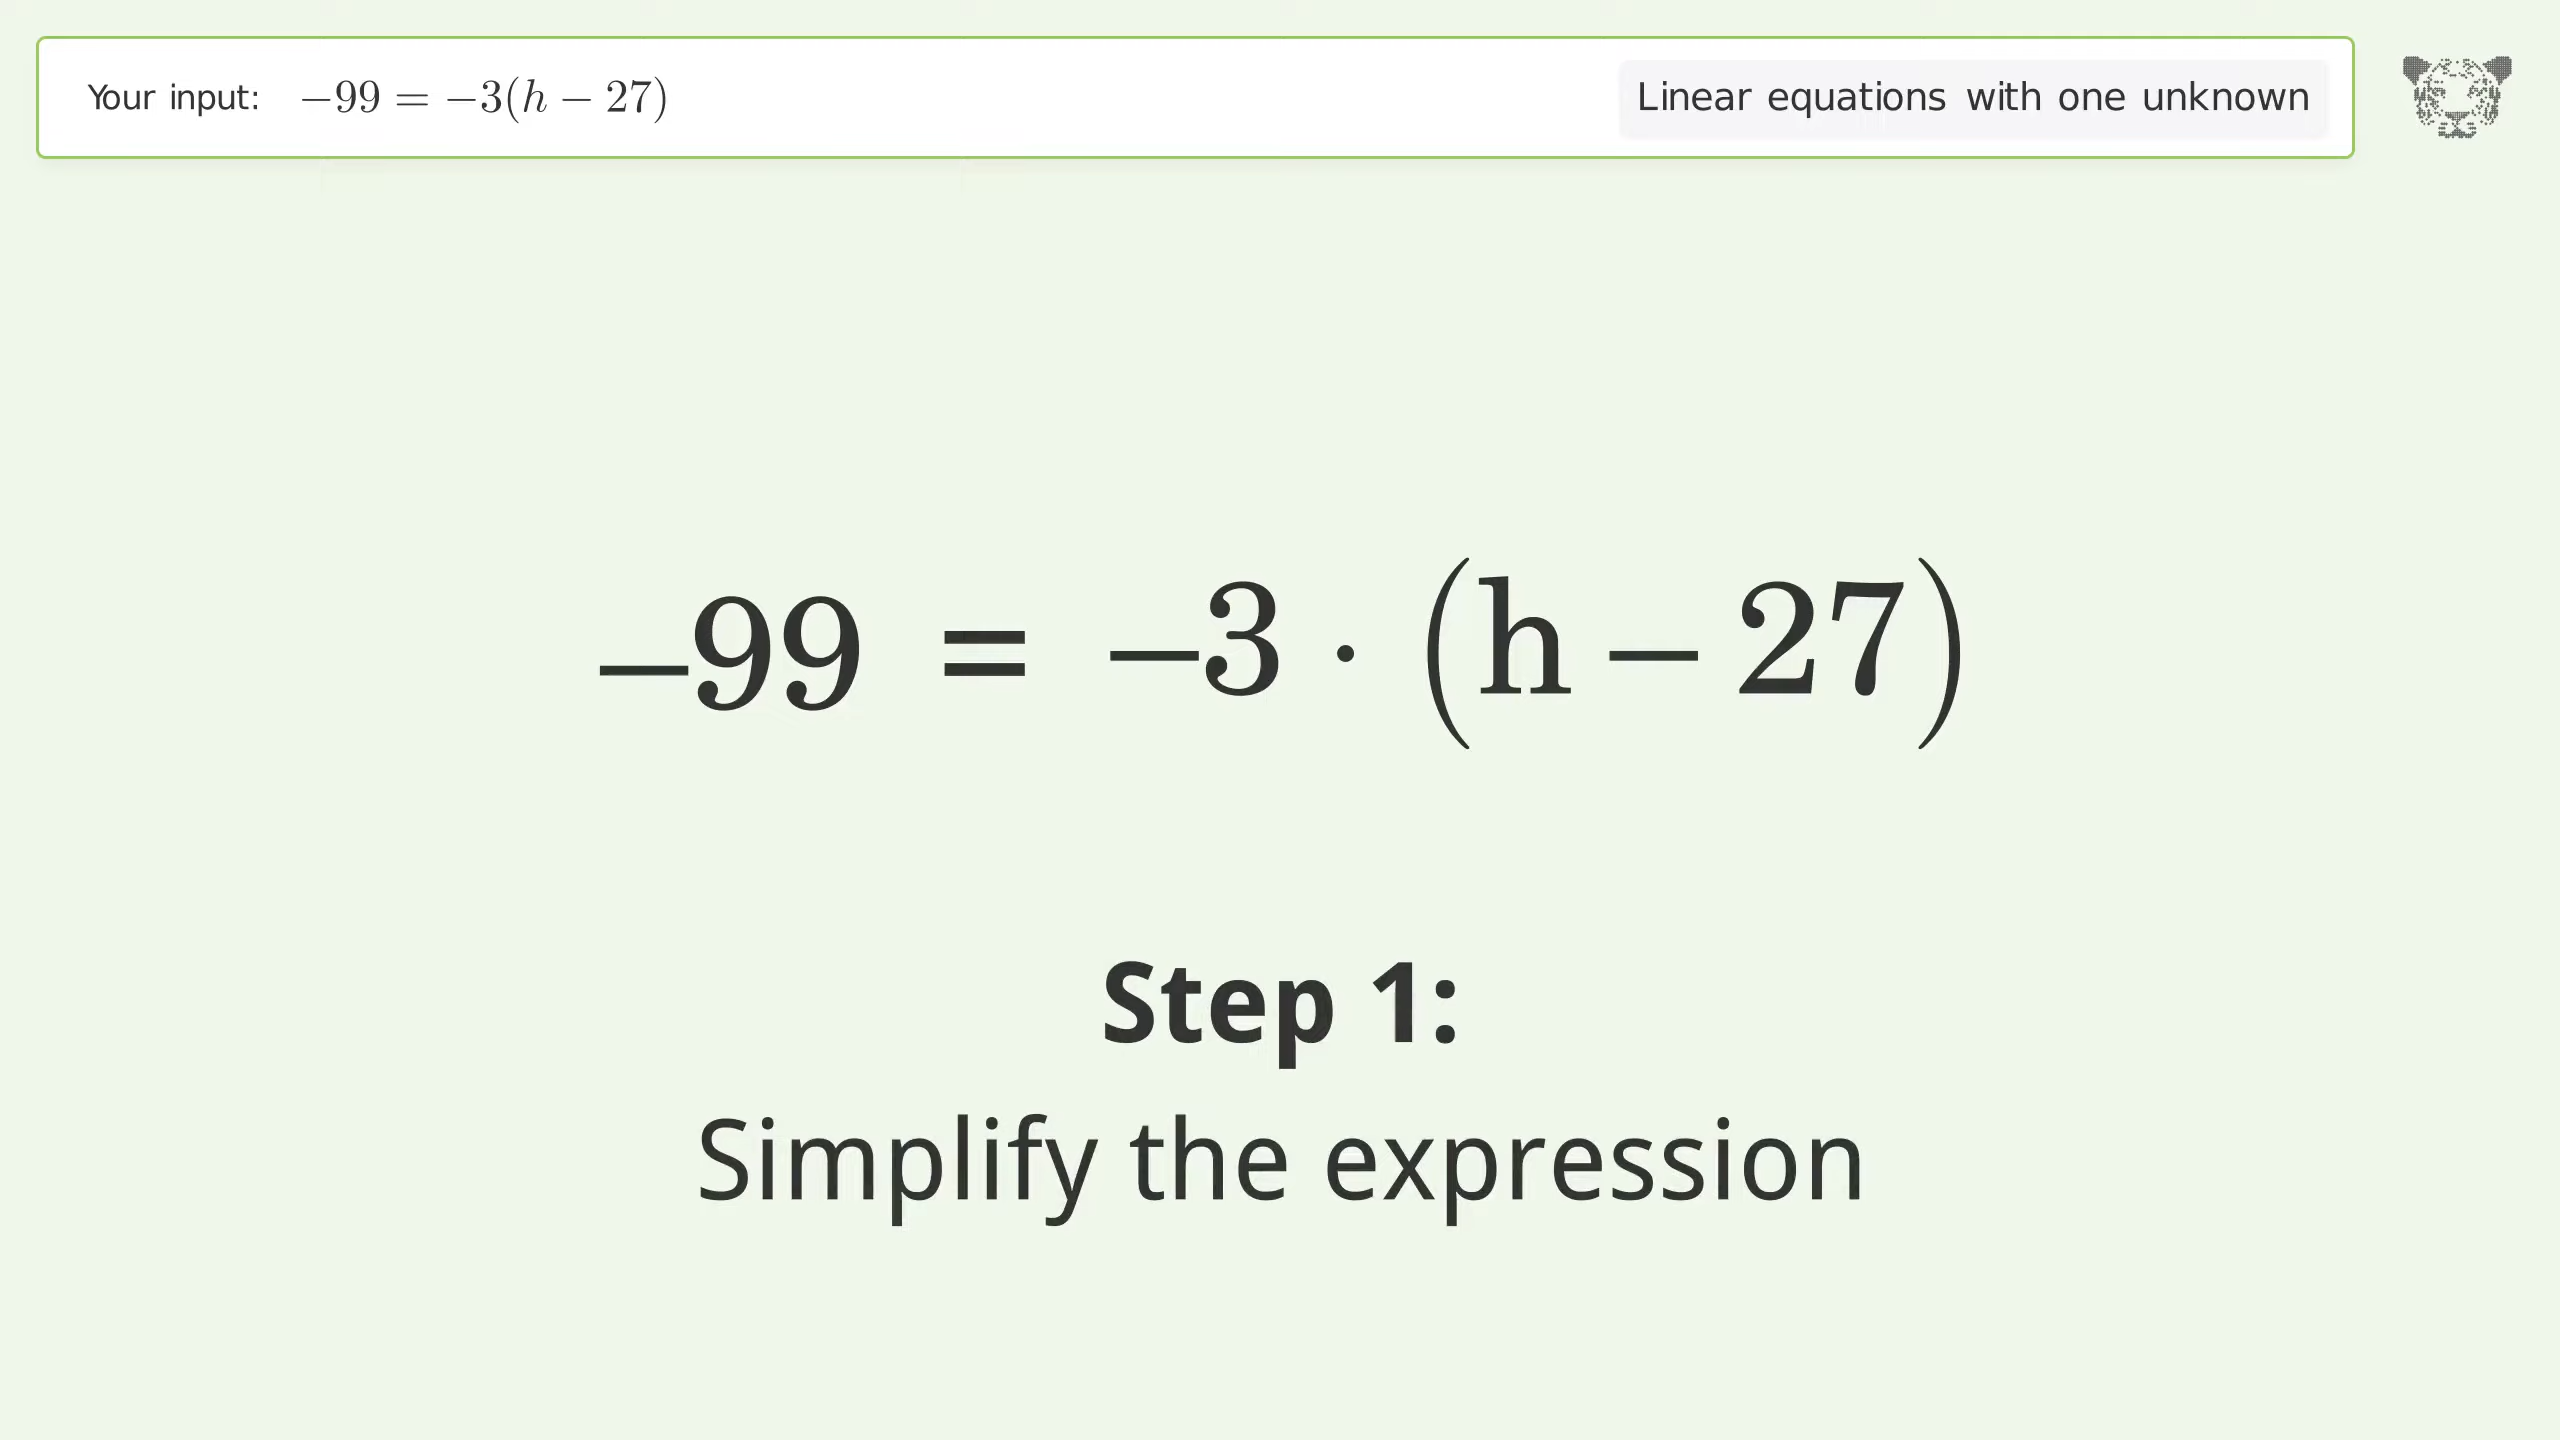 Your input: −99 = −3(h − 27)
Linear equations with one unknown
−99 = −3 · (h − 27)
Step 1:
Simplify the expression